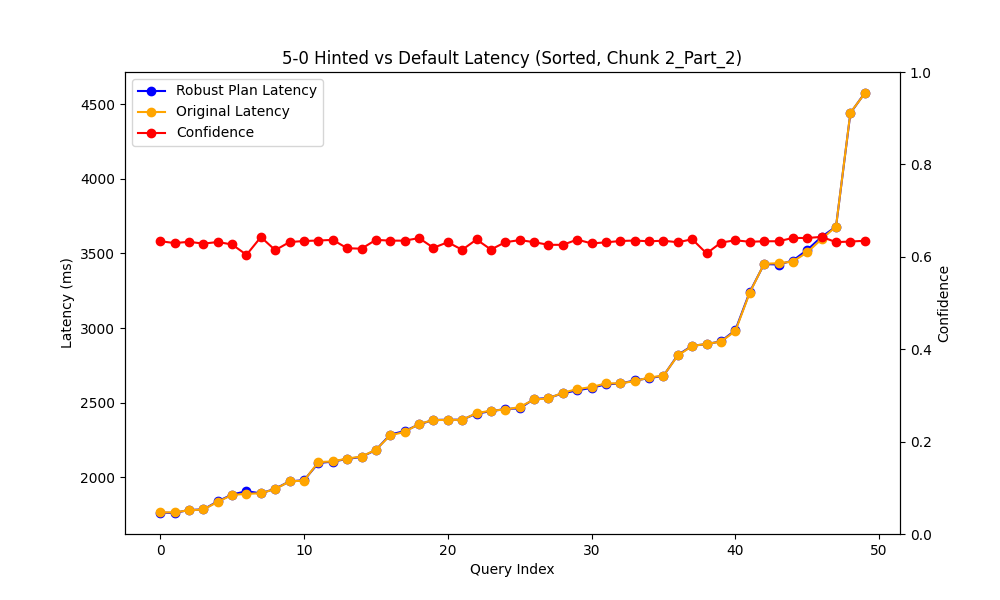 5-0 Hinted vs Default Latency (Sorted, Chunk 2_Part_2)
Robust Plan Latency
Original Latency
Confidence
4500
4000
3500
3000
2500
2000
Latency (ms)
1.0
0.8
0.6
0.4
0.2
0.0
Confidence
0
10
20
30
40
50
Query Index